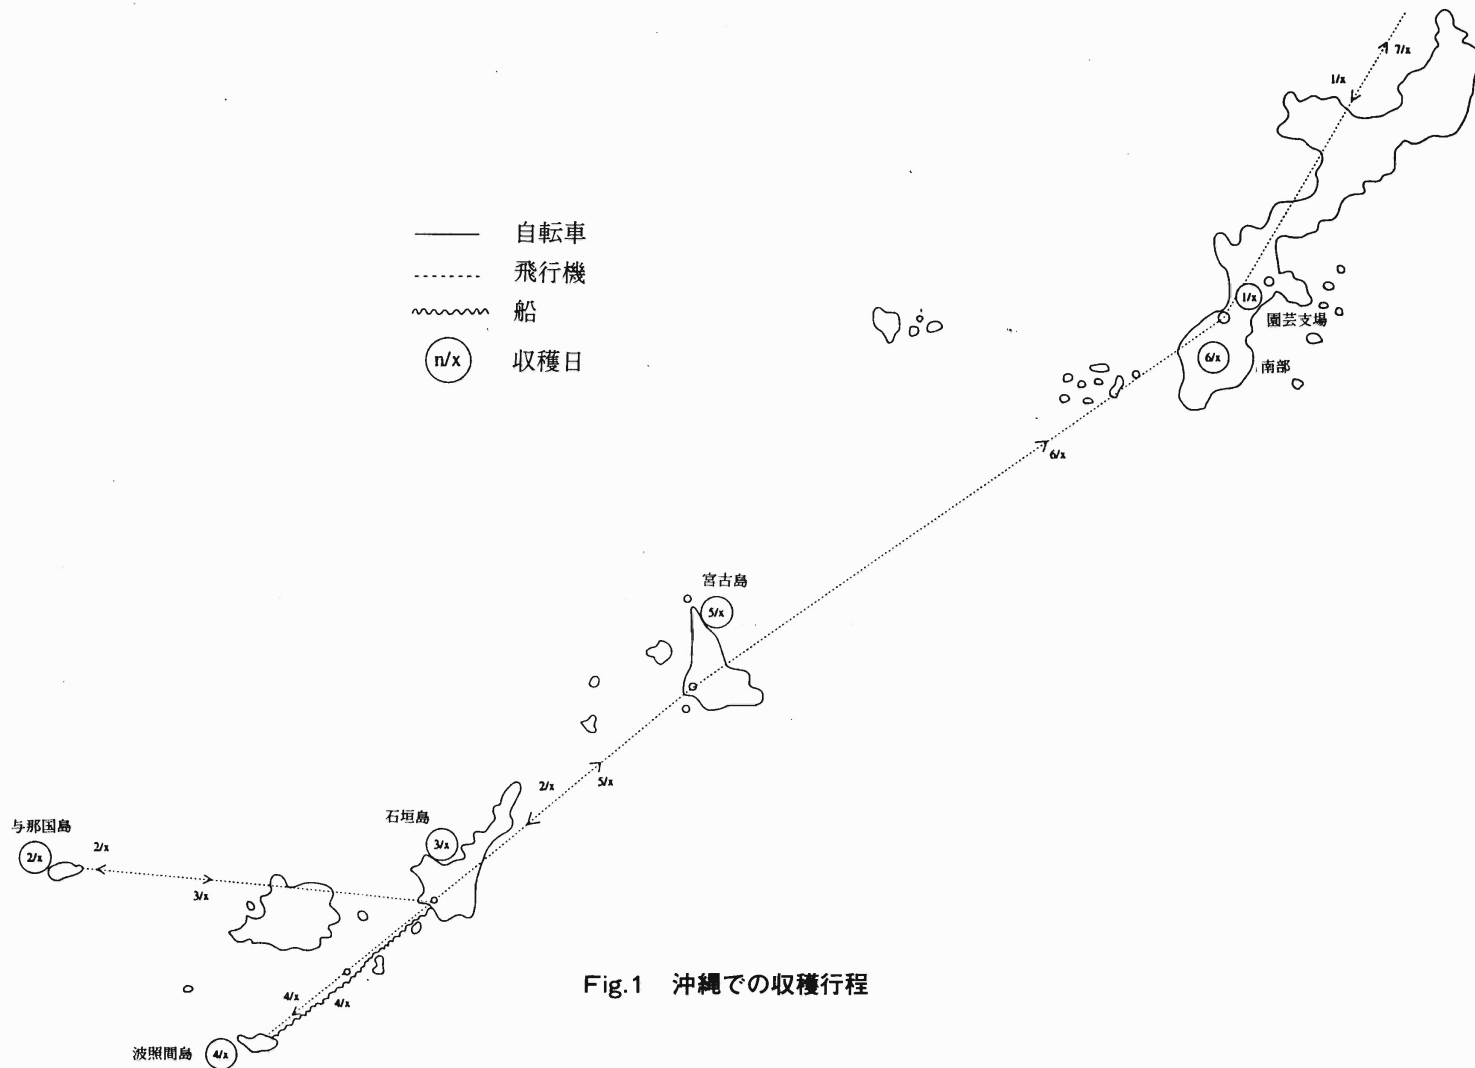 7/x
1/x
自転車
飛行機
船
n/x 収穫日
1/x
園芸支場
6/x
南部
6/x
宮古島
5/x
2/x
5/x
石垣島
3/x
与那国島
2/x
2/x
3/x
4/x
4/x
波照間島
4/x
Fig.1 沖縄での収穫行程